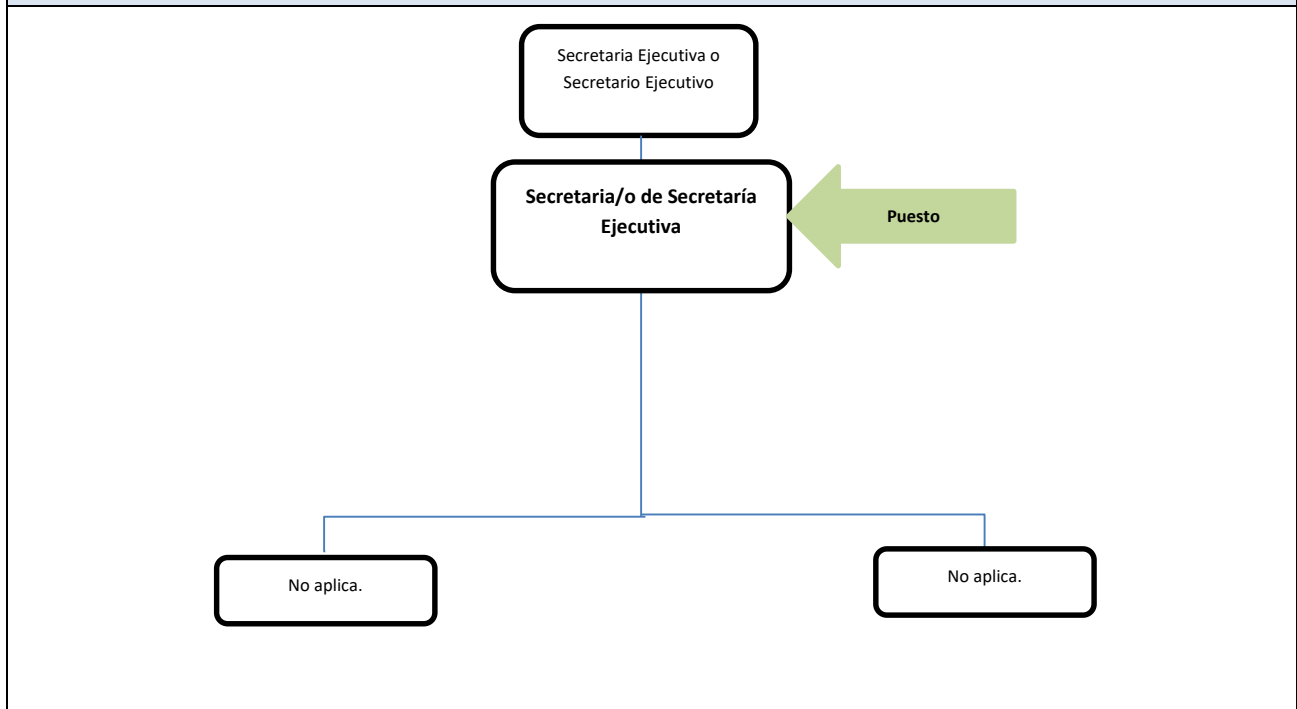 Secretaria Ejecutiva o
Secretario Ejecutivo
Secretaria/o de Secretaría
Ejecutiva
Puesto
No aplica.
No aplica.